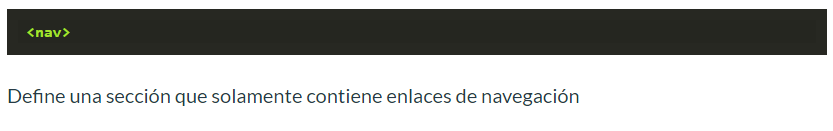 <nav>
Define una sección que solamente contiene enlaces de navegación